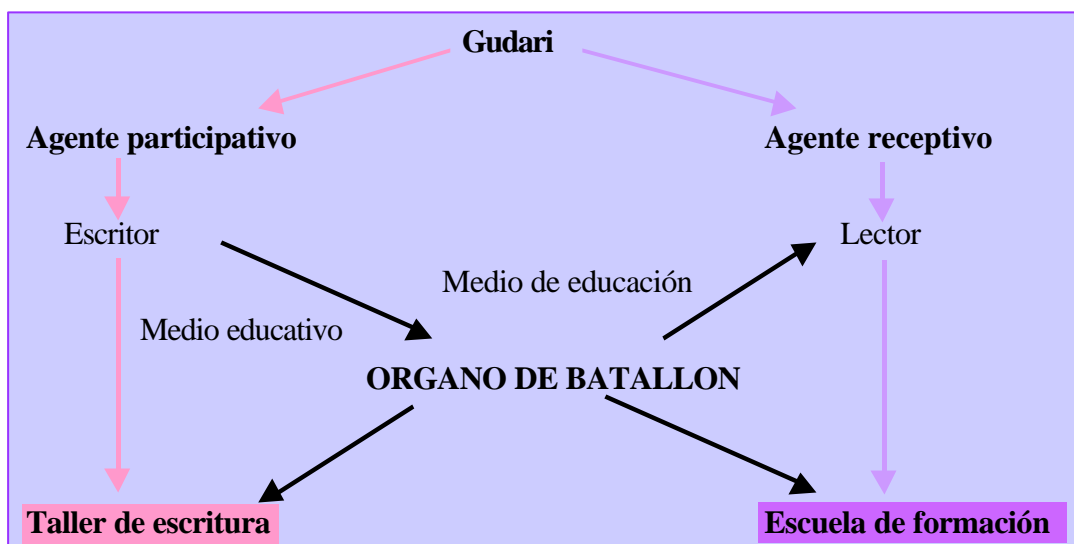 Gudari
Agente participativo
Agente receptivo
Escritor
Lector
Medio de educación
Medio educativo
ORGANO DE BATALLON
Taller de escritura
Escuela de formación